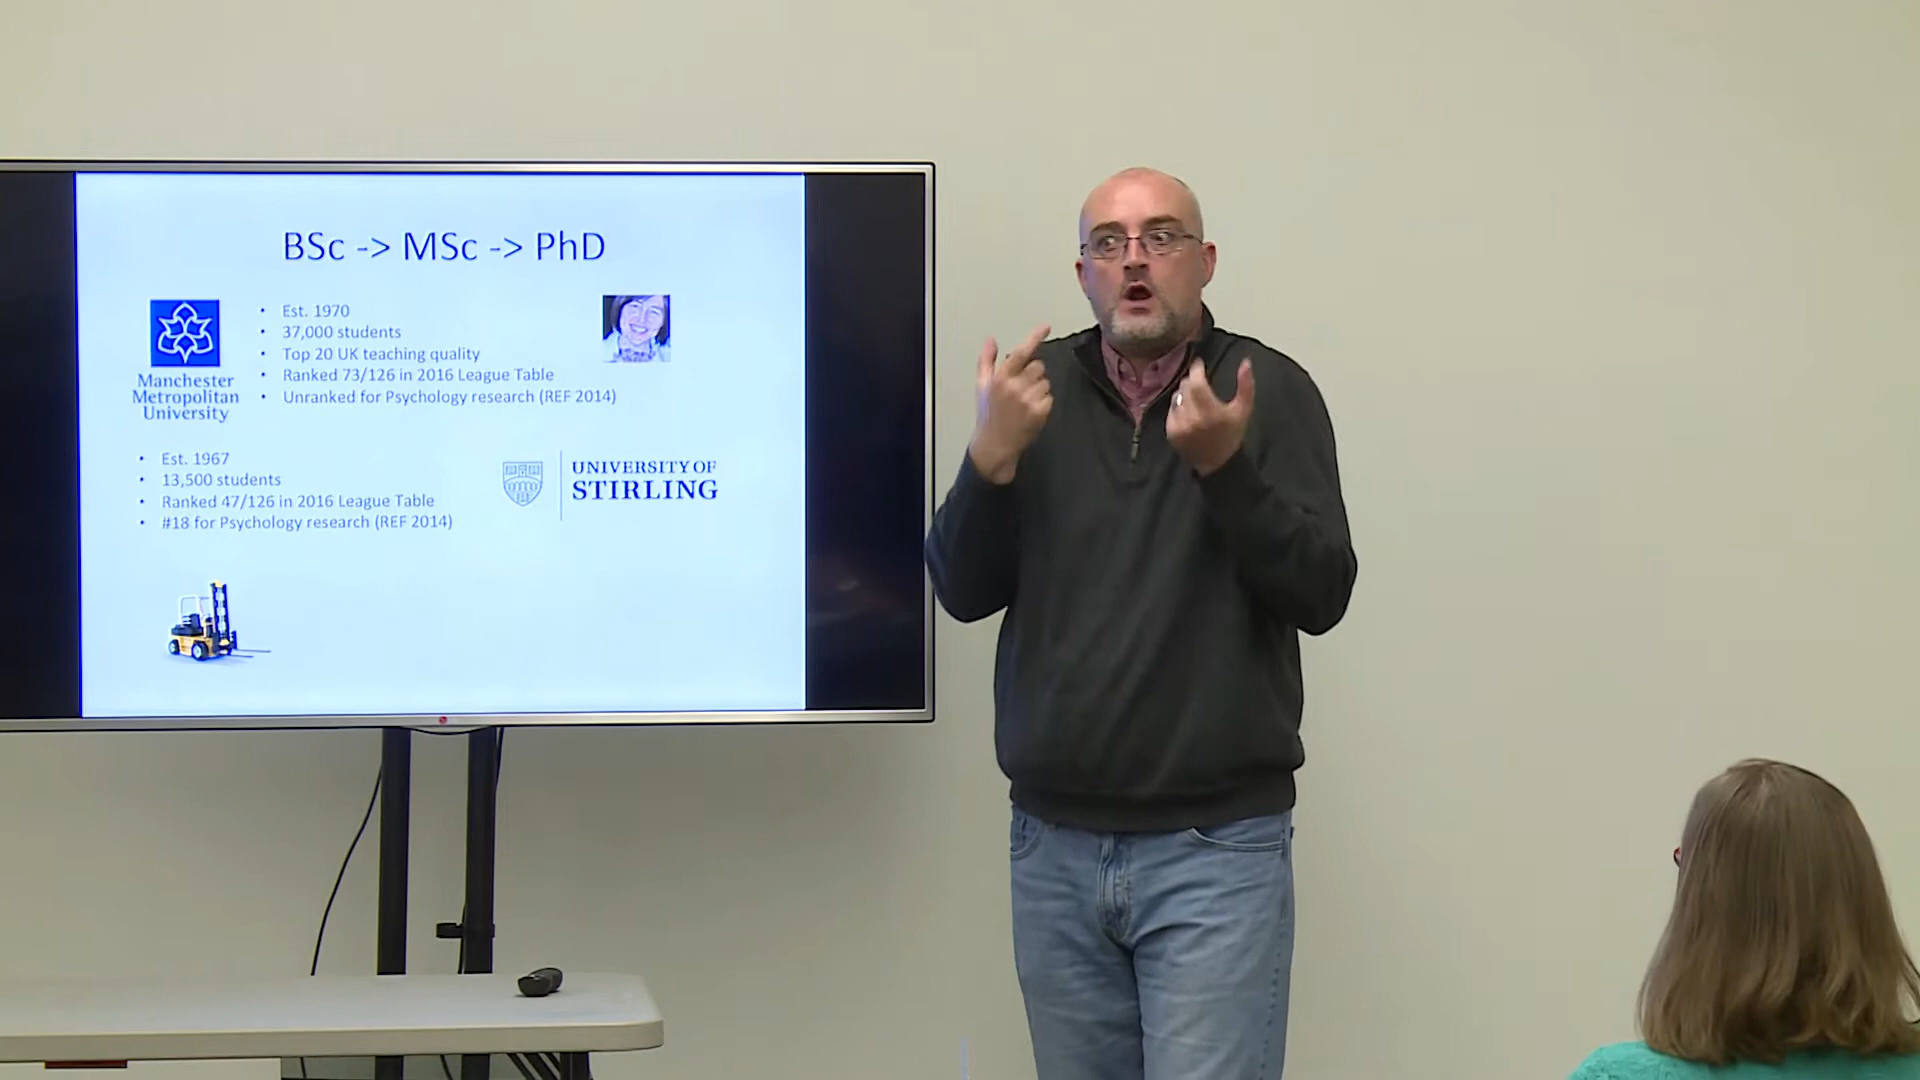 BSc -> MSc -> PhD
Manchester
Metropolitan
University
• Est. 1970
• 37,000 students
• Top 20 UK teaching quality
• Ranked 73/126 in 2016 League Table
• Unranked for Psychology research (REF 2014)
• Est. 1967
• 13,500 students
• Ranked 47/126 in 2016 League Table
• #18 for Psychology research (REF 2014)
UNIVERSITY OF
STIRLING